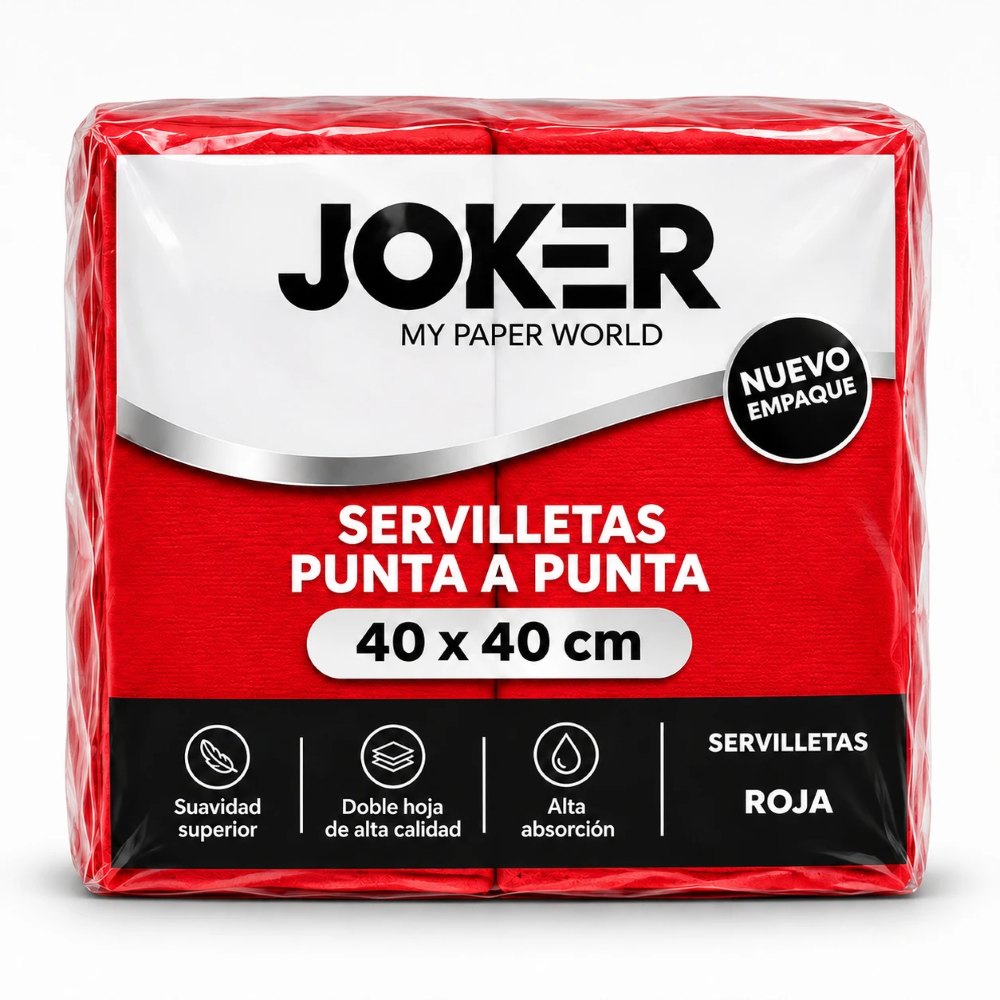 JOKER
MY PAPER WORLD
NUEVO
EMPAQUE
SERVILLETAS
PUNTA A PUNTA
40 x 40 cm
Suavidad
superior
Doble hoja
de alta calidad
Alta
absorción
SERVILLETAS
ROJA